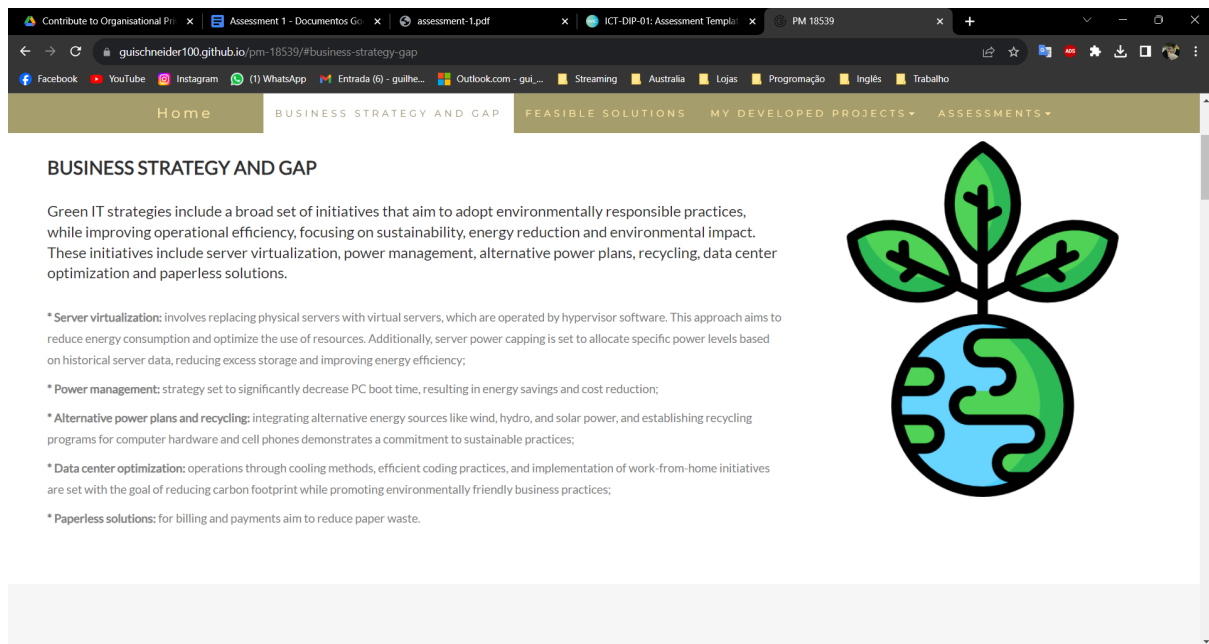 Contribute to Organisational Pri
Assessment 1 - Documentos Go
assessment-1.pdf
ICT-DIP-01: Assessment Templat
PM 18539
guischneider100.github.io/pm-18539/#business-strategy-gap
Facebook YouTube Instagram (1) WhatsApp Entrada (6) - guilhe... Outlook.com - gui_... Streaming Australia Lojas Progromação Inglês Trabalho
Home BUSINESS STRATEGY AND GAP FEASIBLE SOLUTIONS MY DEVELOPED PROJECTS ASSESSMENTS
BUSINESS STRATEGY AND GAP
Green IT strategies include a broad set of initiatives that aim to adopt environmentally responsible practices,
while improving operational efficiency, focusing on sustainability, energy reduction and environmental impact.
These initiatives include server virtualization, power management, alternative power plans, recycling, data center
optimization and paperless solutions.
* Server virtualization: involves replacing physical servers with virtual servers, which are operated by hypervisor software. This approach aims to
reduce energy consumption and optimize the use of resources. Additionally, server power capping is set to allocate specific power levels based
on historical server data, reducing excess storage and improving energy efficiency;
* Power management: strategy set to significantly decrease PC boot time, resulting in energy savings and cost reduction;
* Alternative power plans and recycling: integrating alternative energy sources like wind, hydro, and solar power, and establishing recycling
programs for computer hardware and cell phones demonstrates a commitment to sustainable practices;
* Data center optimization: operations through cooling methods, efficient coding practices, and implementation of work-from-home initiatives
are set with the goal of reducing carbon footprint while promoting environmentally friendly business practices;
* Paperless solutions: for billing and payments aim to reduce paper waste.